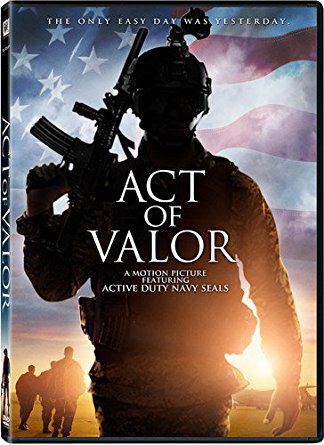 THE ONLY EASY DAY WAS YESTERDAY.
ACT
OF
VALOR
A MOTION PICTURE
FEATURING
ACTIVE DUTY NAVY SEALS
ACT OF VALOR
DVD